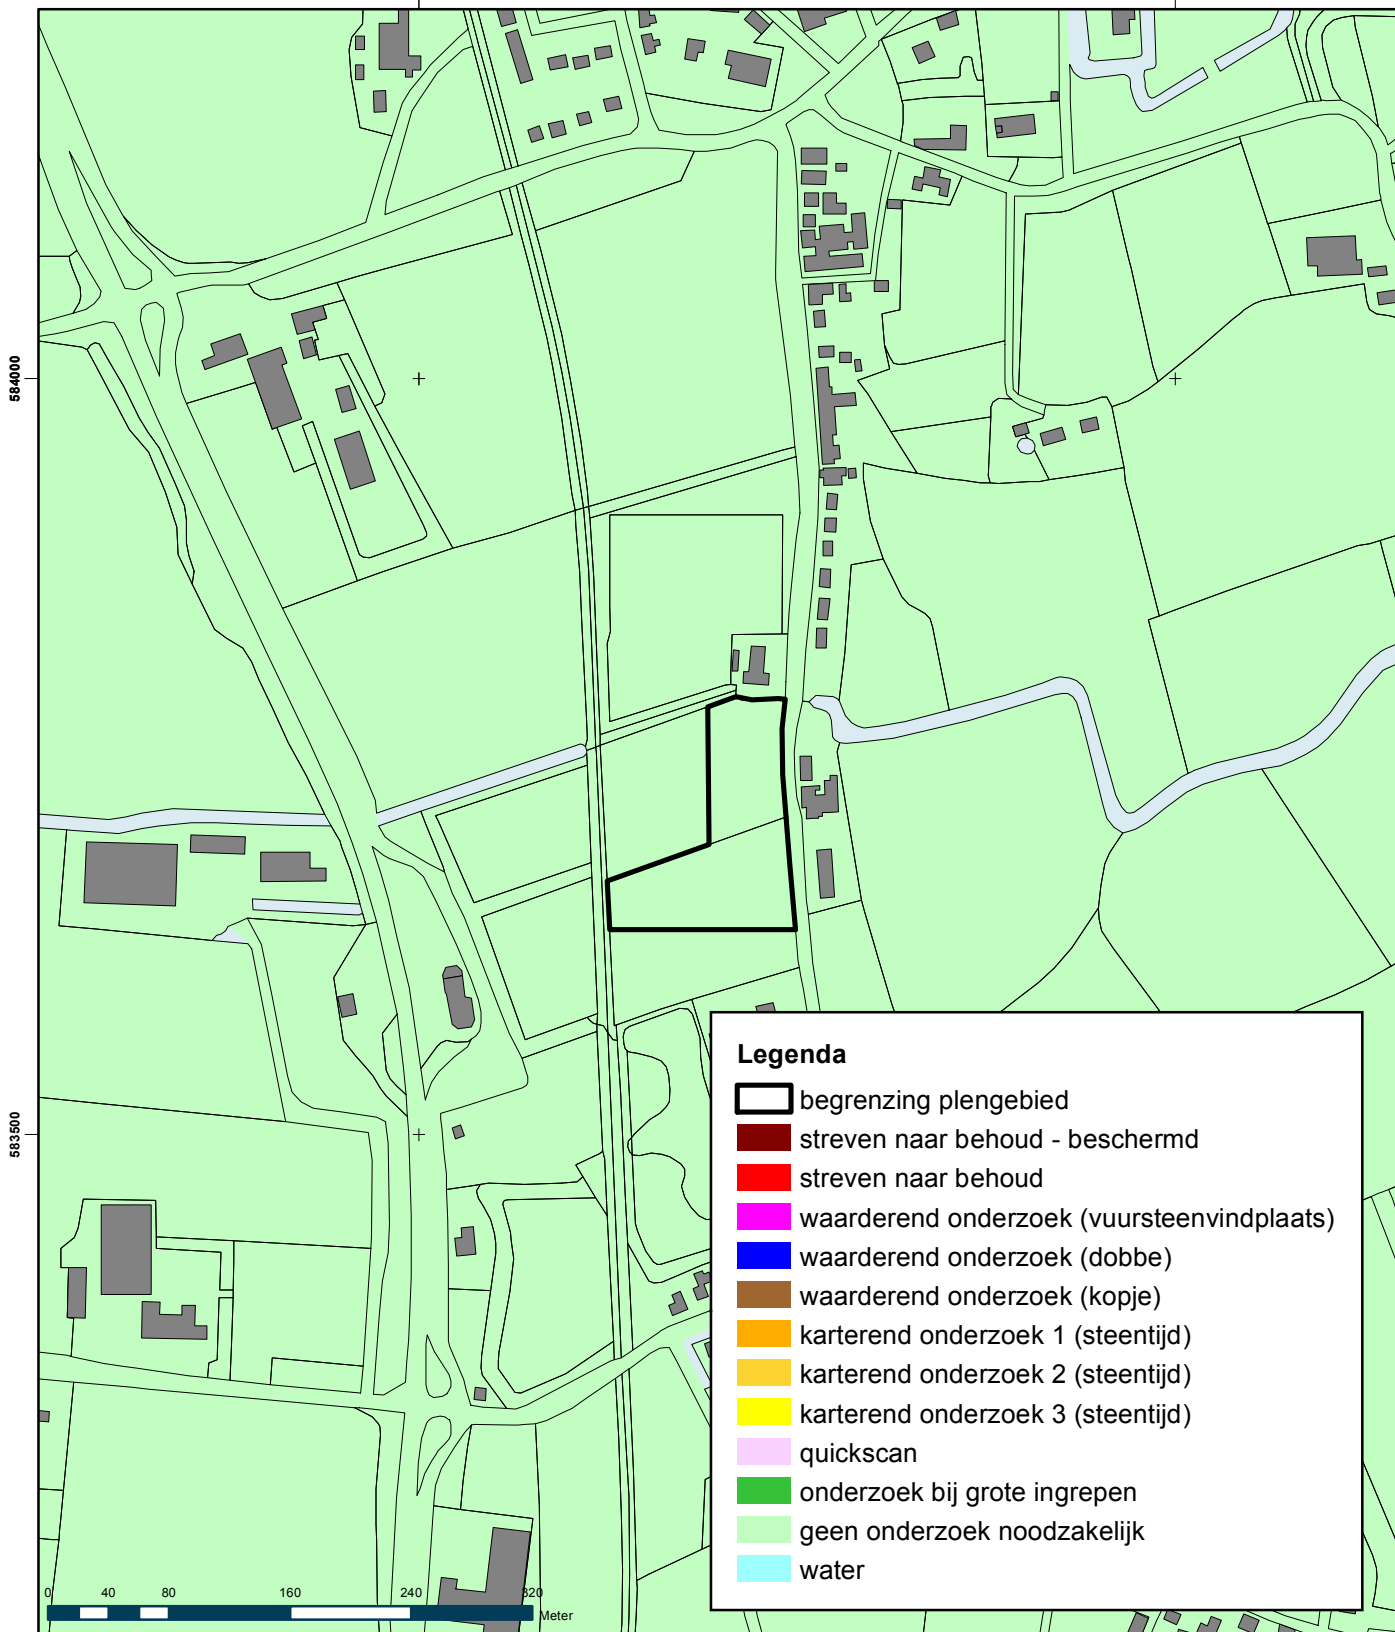 584000
583500
Legenda
begrenzing plengebied
streven naar behoud - beschermd
streven naar behoud
waarderend onderzoek (vuursteenvindplaats)
waarderend onderzoek (dobbe)
waarderend onderzoek (kopje)
karterend onderzoek 1 (steentijd)
karterend onderzoek 2 (steentijd)
karterend onderzoek 3 (steentijd)
quickscan
onderzoek bij grote ingrepen
geen onderzoek noodzakelijk
water
0 40 80 160 240 320
Meter